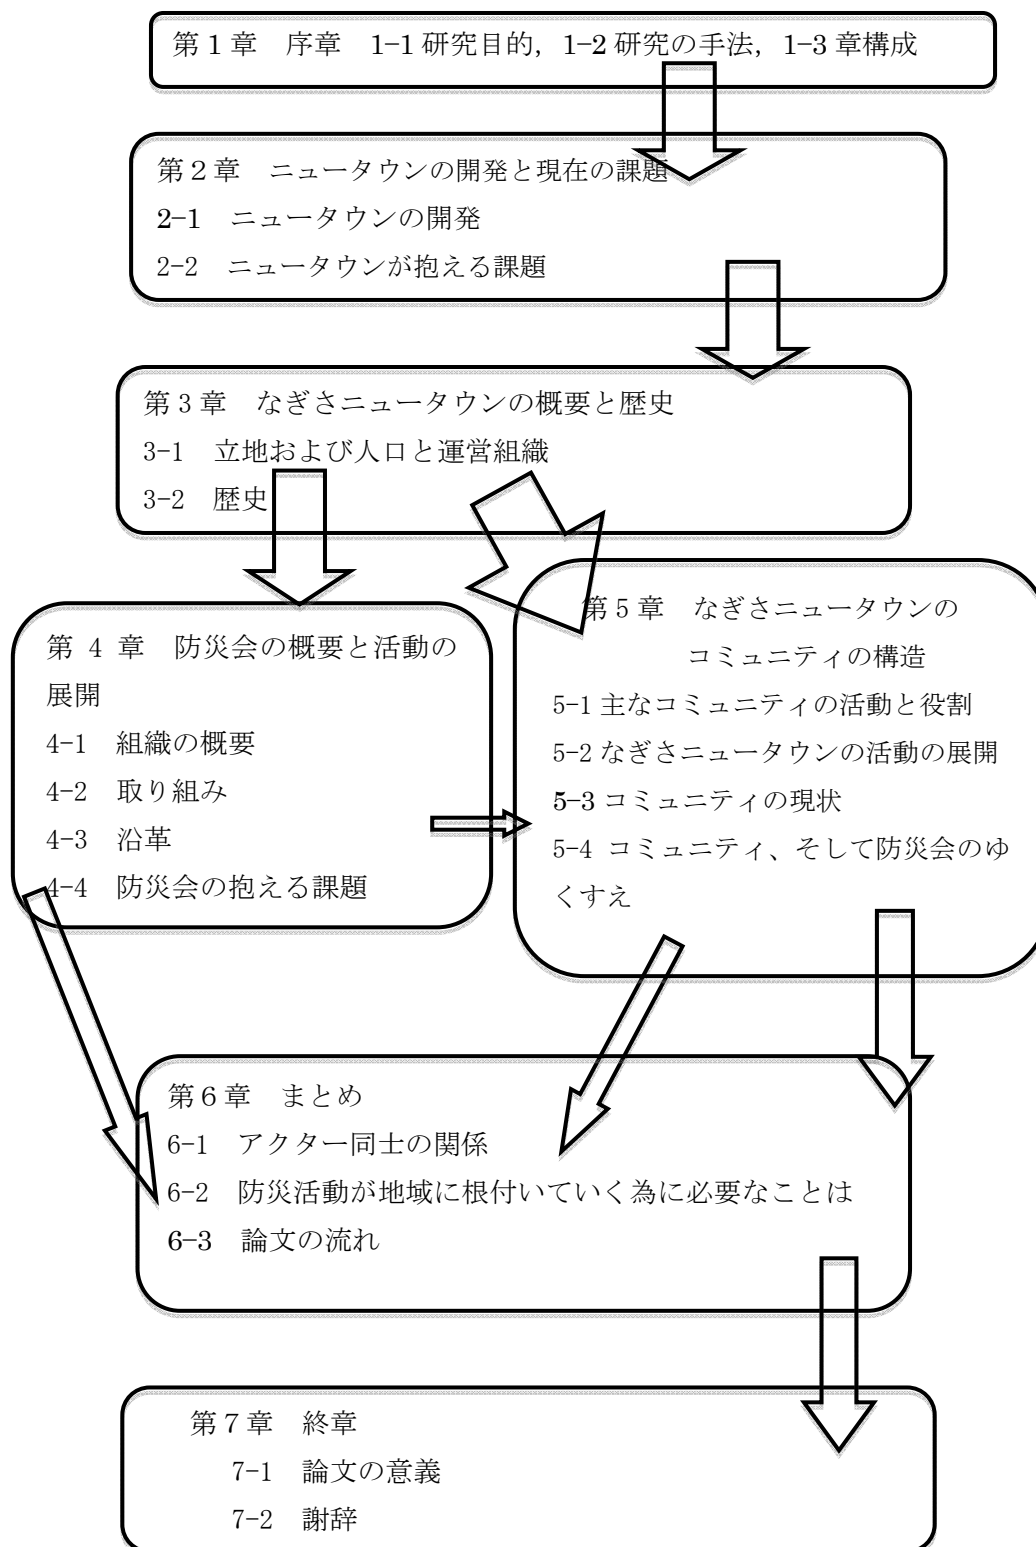 第1章　序章　1-1研究目的，1-2研究の手法，1-3章構成
第２章　ニュータウンの開発と現在の課題
2-1　ニュータウンの開発
2-2　ニュータウンが抱える課題
第3章　なぎさニュータウンの概要と歴史
3-1　立地および人口と運営組織
3-2　歴史
第 4 章　防災会の概要と活動の
展開
4-1　組織の概要
4-2　取り組み
4-3　沿革
4-4　防災会の抱える課題
第5章　なぎさニュータウンの
コミュニティの構造
5-1主なコミュニティの活動と役割
5-2なぎさニュータウンの活動の展開
5-3コミュニティの現状
5-4 コミュニティ、そして防災会のゆ
くすえ
第６章　まとめ
6-1　アクター同士の関係
6-2　防災活動が地域に根付いていく為に必要なことは
6-3　論文の流れ
第７章　終章
7-1　論文の意義
7-2　謝辞